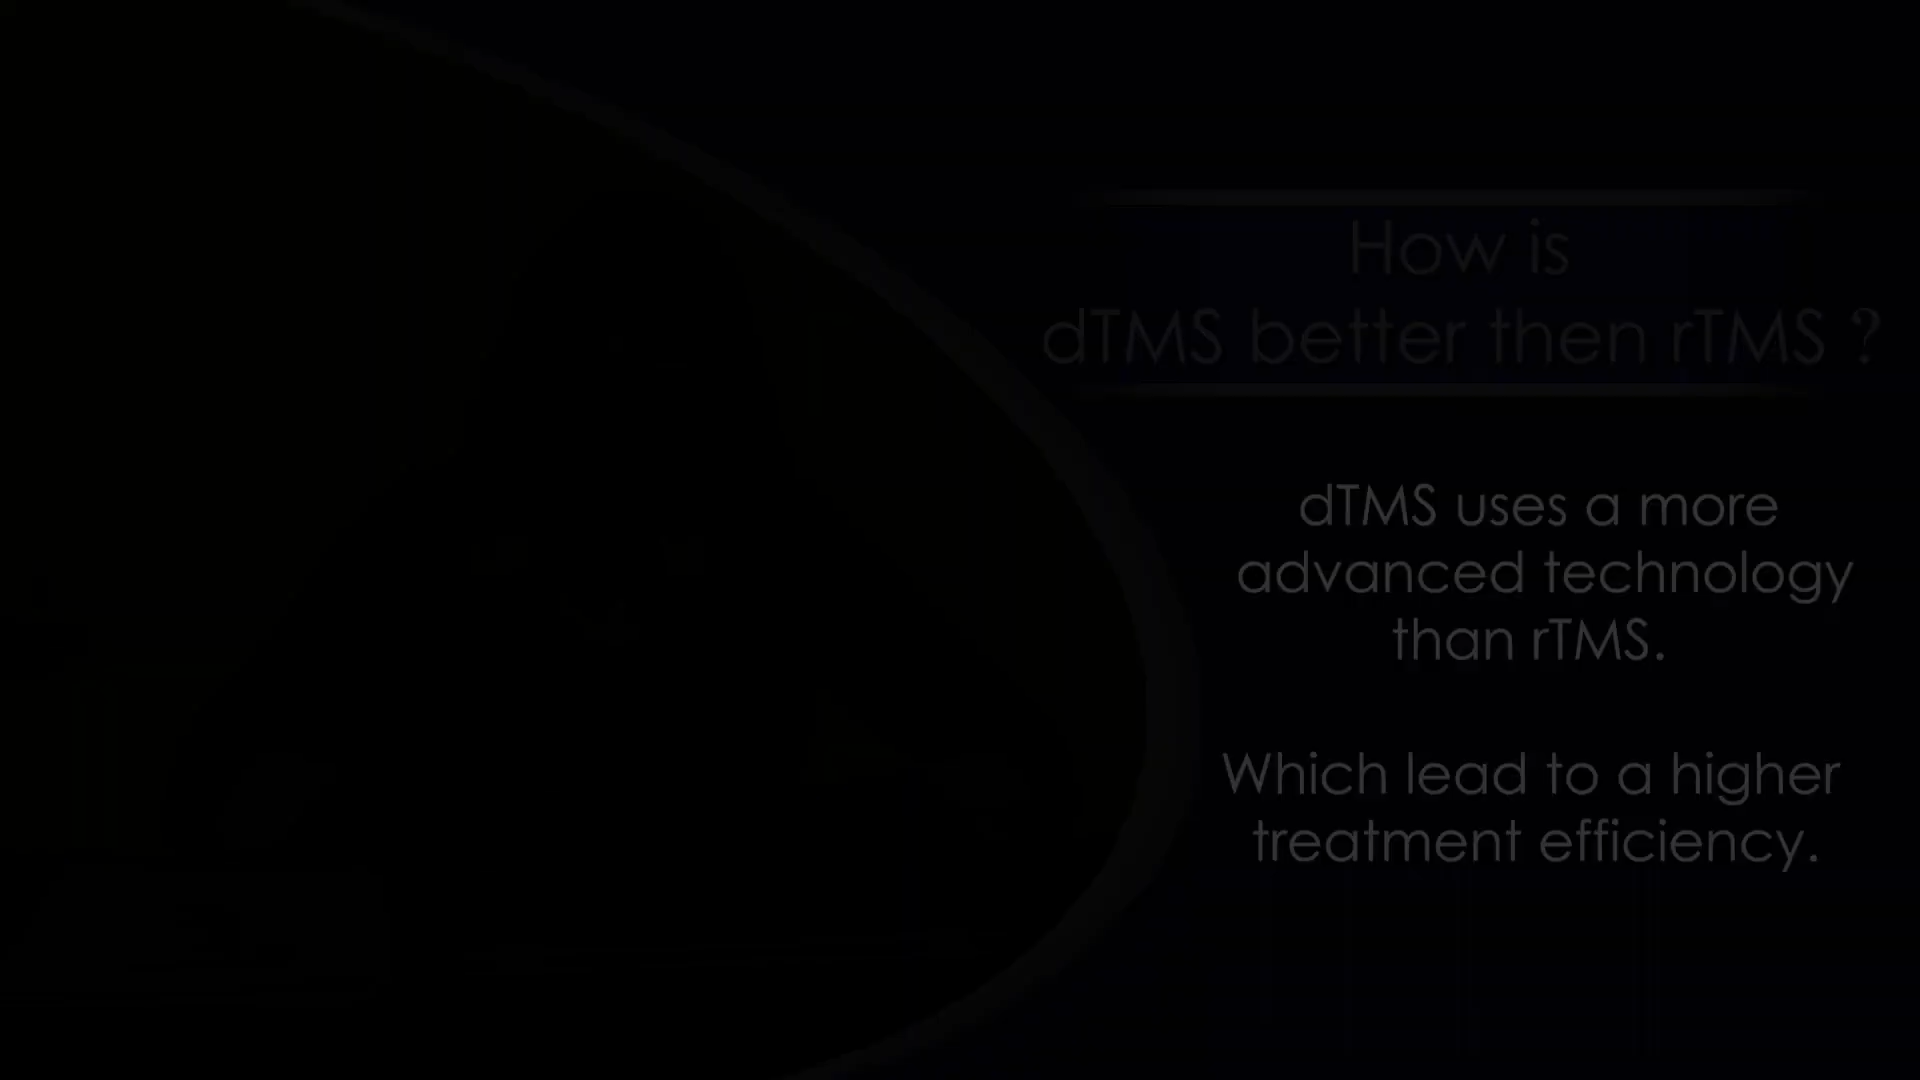 How is
dTMS better then rTMS ?
dTMS uses a more
advanced technology
than rTMS.
Which lead to a higher
treatment efficiency.